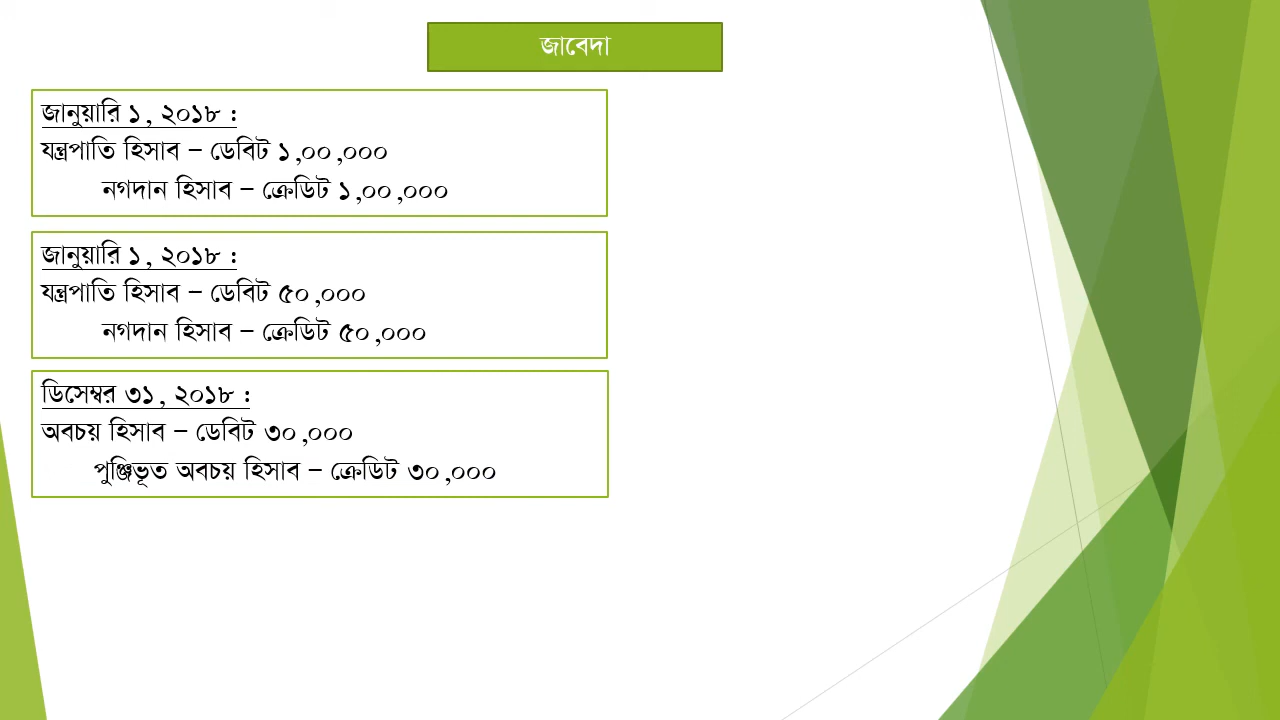 জাবেদা
জানুয়ারি ১, ২০১৮ :
যন্ত্রপাতি হিসাব – ডেবিট ১,০০,০০০
নগদান হিসাব – ক্রেডিট ১,০০,০০০
জানুয়ারি ১, ২০১৮ :
যন্ত্রপাতি হিসাব – ডেবিট ৫০,০০০
নগদান হিসাব – ক্রেডিট ৫০,০০০
ডিসেম্বর ৩১, ২০১৮ :
অবচয় হিসাব – ডেবিট ৩০,০০০
পুঞ্জিভূত অবচয় হিসাব – ক্রেডিট ৩০,০০০